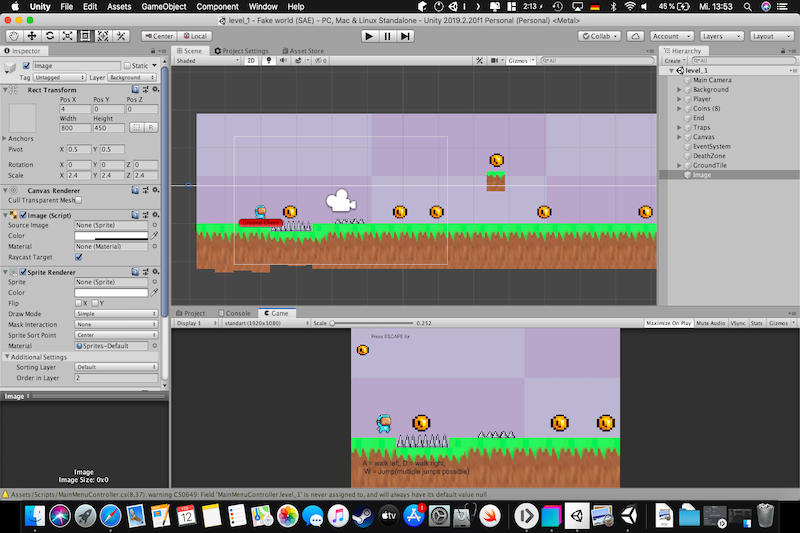 Unity File Edit Assets GameObject Component Window Help 2:13 45 % Mi. 13:53
level_1 - Fake world (SAE) - PC, Mac & Linux Standalone - Unity 2019.2.20f1 Personal (Personal) <Metal>
Center Local Collab Account Layers Layout
Inspector
Image Static
Tag Untagged Layer Background
Rect Transform
Pos X Pos Y Pos Z
4 0 0
Width Height
800 450 R
Anchors
Pivot X 0.5 Y 0.5
Rotation X 0 Y 0 Z 0
Scale X 2.4 Y 2.4 Z 2.4
Canvas Renderer
Cull Transparent Mesh
Image (Script)
Source Image None (Sprite)
Color
Material None (Material)
Raycast Target
Sprite Renderer
Sprite None (Sprite)
Color
Flip X Y
Draw Mode Simple
Mask Interaction None
Sprite Sort Point Center
Material Sprites-Default
Additional Settings
Sorting Layer Default
Order in Layer 2
Image
Image
Image Size: 0x0
Scene Project Settings Asset Store
Shaded 2D 0 Gizmos All
Ground Check
Project Console Game
Display 1 standart (1920x1080) Scale 0.252 Maximize On Play Mute Audio VSync Stats Gizmos
Press ESCAPE for
A = walk left, D = walk right,
W = Jump(multiple jumps possible)
Hierarchy
Create All
level_1
Main Camera
Background
Player
Coins (8)
End
Traps
Canvas
EventSystem
DeathZone
GroundTile
Image
Assets/Scripts/MainMenuController.cs(8,37): warning CS0649: Field 'MainMenuController.level_1' is never assigned to, and will always have its default value null